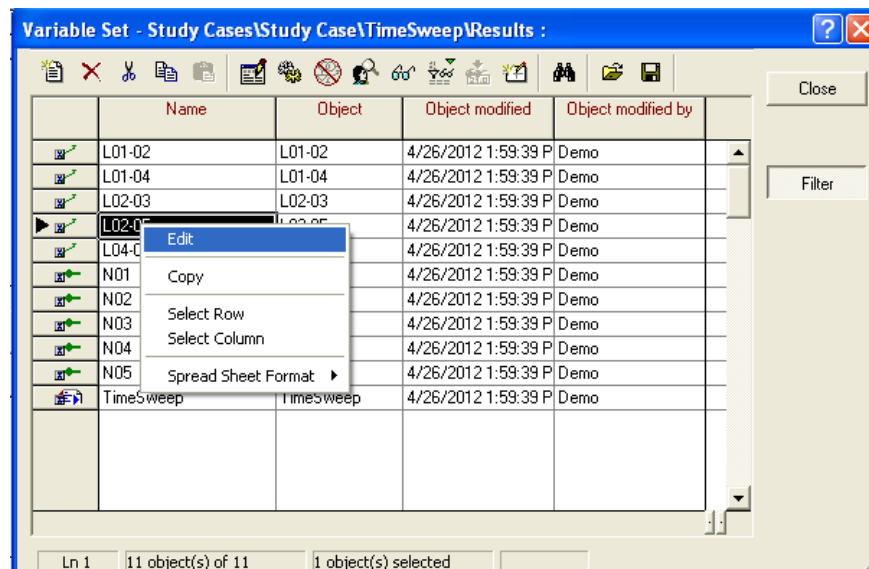 Variable Set - Study Cases\Study Case\TimeSweep\Results :
Close
Filter
Name Object Object modified Object modified by
L01-02 L01-02 4/26/2012 1:59:39 P Demo
L01-04 L01-04 4/26/2012 1:59:39 P Demo
L02-03 L02-03 4/26/2012 1:59:39 P Demo
4/26/2012 1:59:39 P Demo
4/26/2012 1:59:39 P Demo
N01 4/26/2012 1:59:39 P Demo
N02 4/26/2012 1:59:39 P Demo
N03 4/26/2012 1:59:39 P Demo
N04 4/26/2012 1:59:39 P Demo
N05 4/26/2012 1:59:39 P Demo
TimeSweep TimeSweep 4/26/2012 1:59:39 P Demo
Edit
Copy
Select Row
Select Column
Spread Sheet Format
Ln 1 11 object(s) of 11 1 object(s) selected